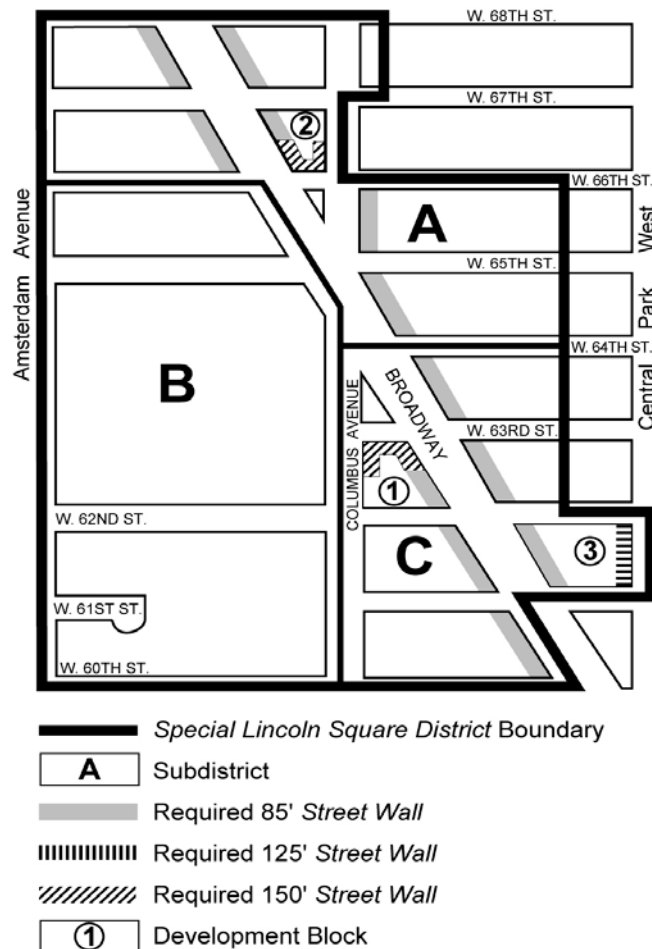 W. 68TH ST.
W. 67TH ST.
2
W. 66TH ST.
A
West
W. 65TH ST.
Park
Amsterdam Avenue
W. 64TH ST.
B
Central
BROADWAY
COLUMBUS AVENUE
W. 63RD ST.
1
W. 62ND ST.
3
C
W. 61ST ST.
W. 60TH ST.
Special Lincoln Square District Boundary
A Subdistrict
Required 85' Street Wall
Required 125' Street Wall
Required 150' Street Wall
1 Development Block